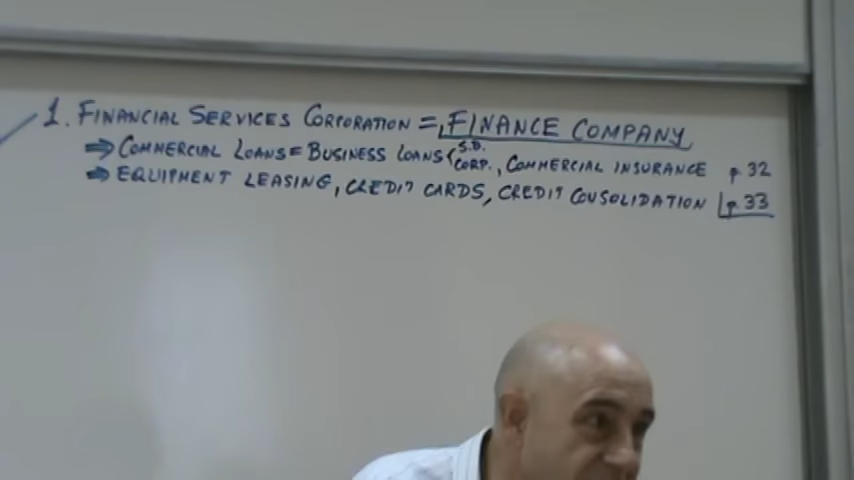 1. FINANCIAL SERVICES CORPORATION =, FINANCE COMPANY
⇒ COMMERCIAL LOANS = BUSINESS LOANS < S.B. CORP., COMMERCIAL INSURANCE p 32
⇒ EQUIPMENT LEASING, CREDIT CARDS, CREDIT COUSOLIDATION p. 33